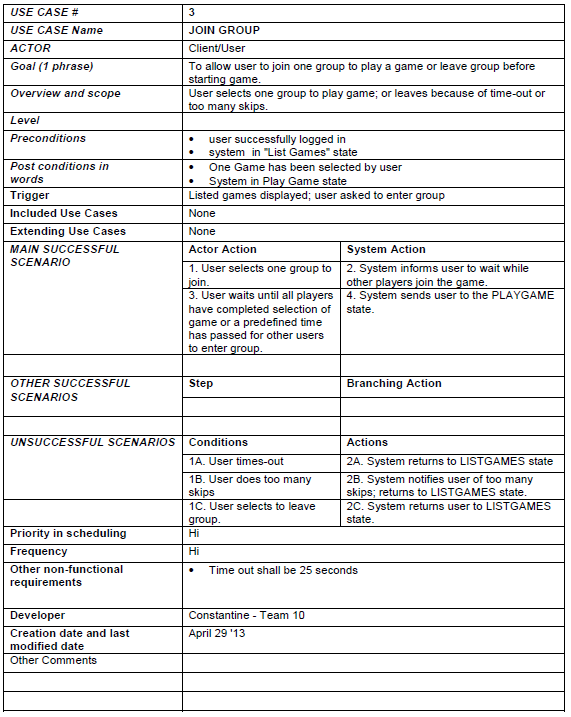 USE CASE # 3
USE CASE Name JOIN GROUP
ACTOR Client/User
Goal (1 phrase) To allow user to join one group to play a game or leave group before
starting game.
Overview and scope User selects one group to play game; or leaves because of time-out or
too many skips.
Level
Preconditions • user successfully logged in
• system in "List Games" state
Post conditions in • One Game has been selected by user
words • System in Play Game state
Trigger Listed games displayed; user asked to enter group
Included Use Cases None
Extending Use Cases None
MAIN SUCCESSFUL Actor Action System Action
SCENARIO
1. User selects one group to 2. System informs user to wait while
join. other players join the game.
3. User waits until all players 4. System sends user to the PLAYGAME
have completed selection of state.
game or a predefined time
has passed for other users
to enter group.
OTHER SUCCESSFUL Step Branching Action
SCENARIOS
UNSUCCESSFUL SCENARIOS Conditions Actions
1A. User times-out 2A. System returns to LISTGAMES state
1B. User does too many 2B. System notifies user of too many
skips skips; returns to LISTGAMES state.
1C. User selects to leave 2C. System returns user to LISTGAMES
group. state.
Priority in scheduling Hi
Frequency Hi
Other non-functional • Time out shall be 25 seconds
requirements
Developer Constantine - Team 10
Creation date and last April 29 '13
modified date
Other Comments